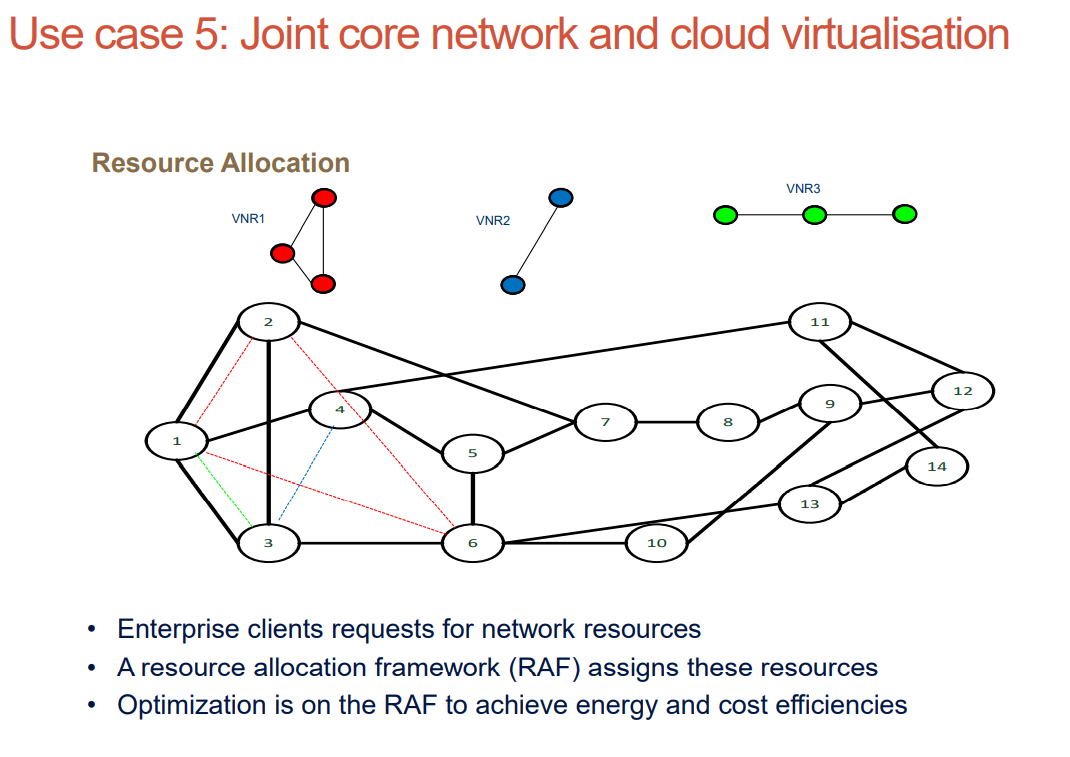 Use case 5: Joint core network and cloud virtualisation
Resource Allocation
VNR1
VNR2
VNR3
2
11
4
12
9
7
8
1
5
14
13
3
6
10
• Enterprise clients requests for network resources
• A resource allocation framework (RAF) assigns these resources
• Optimization is on the RAF to achieve energy and cost efficiencies